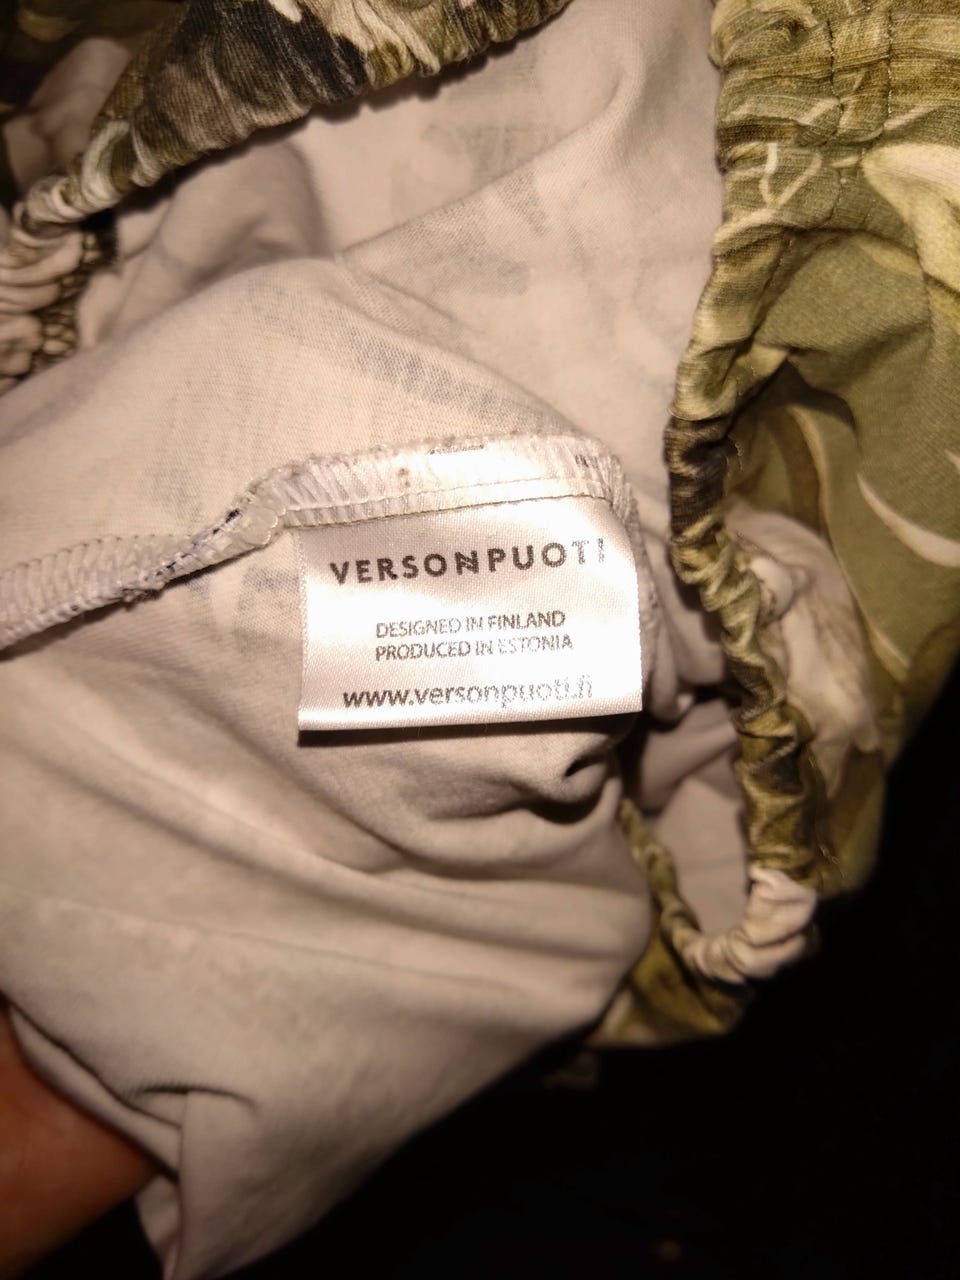 VERSONPUOTI
DESIGNED IN FINLAND
PRODUCED IN ESTONIA
www.versonpuoti.fi